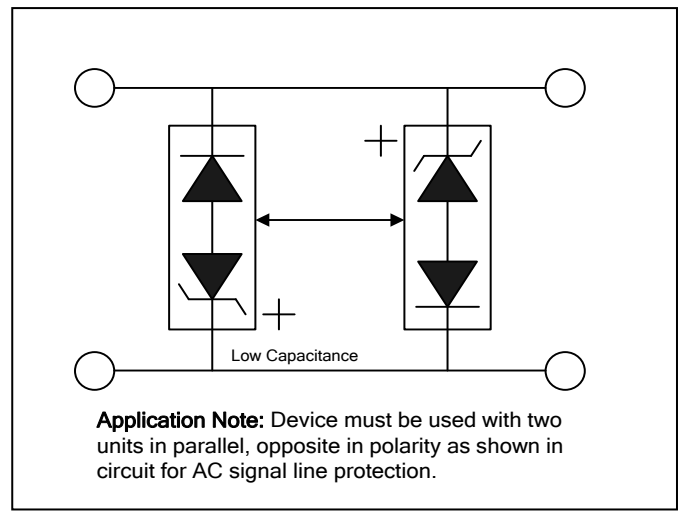 +
+
Low Capacitance
Application Note: Device must be used with two
units in parallel, opposite in polarity as shown in
circuit for AC signal line protection.